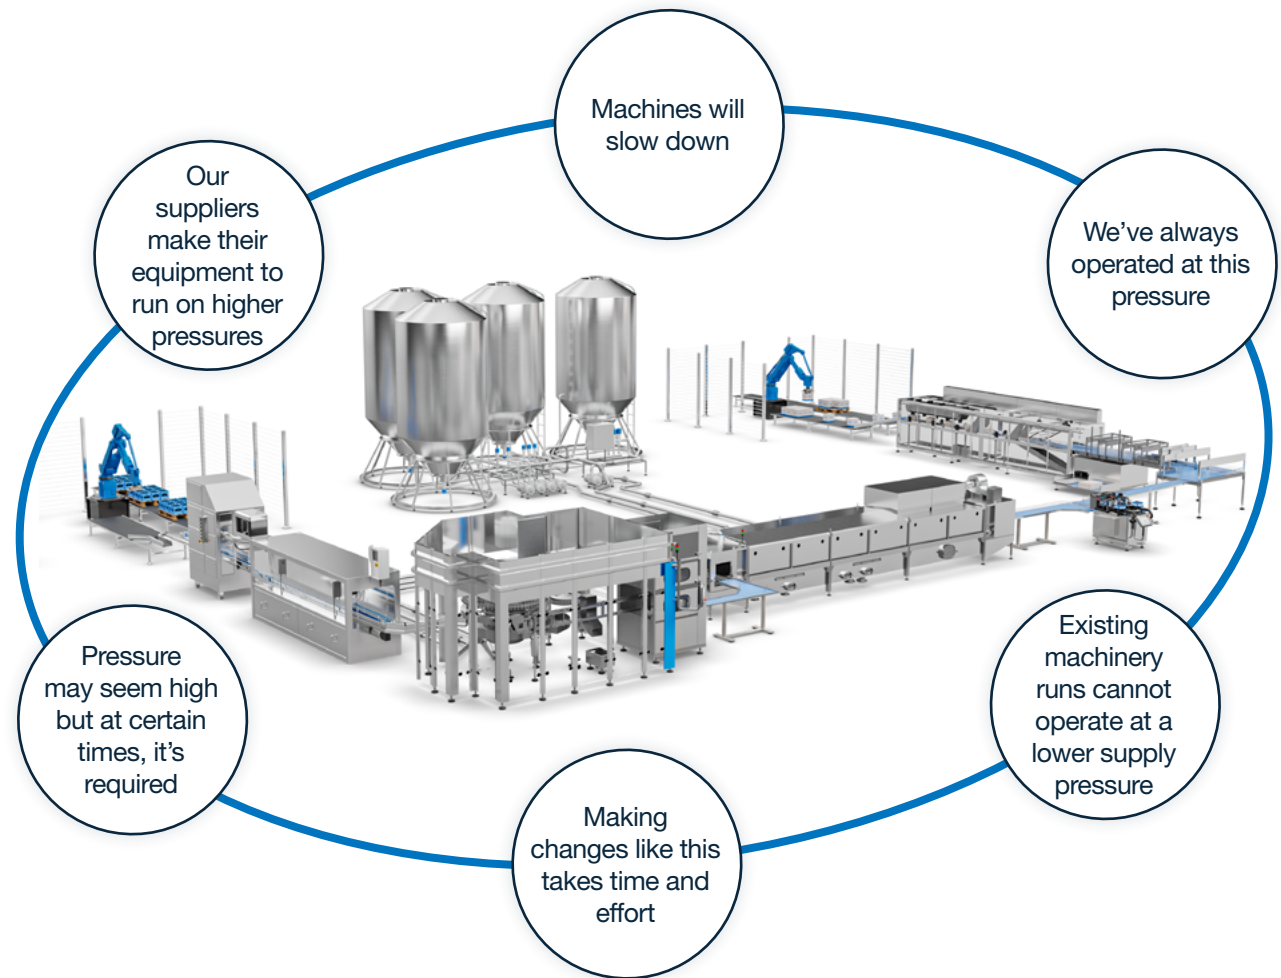 Machines will
slow down
We’ve always
operated at this
pressure
Existing
machinery
runs cannot
operate at a
lower supply
pressure
Making
changes like this
takes time and
effort
Pressure
may seem high
but at certain
times, it’s
required
Our
suppliers
make their
equipment to
run on higher
pressures